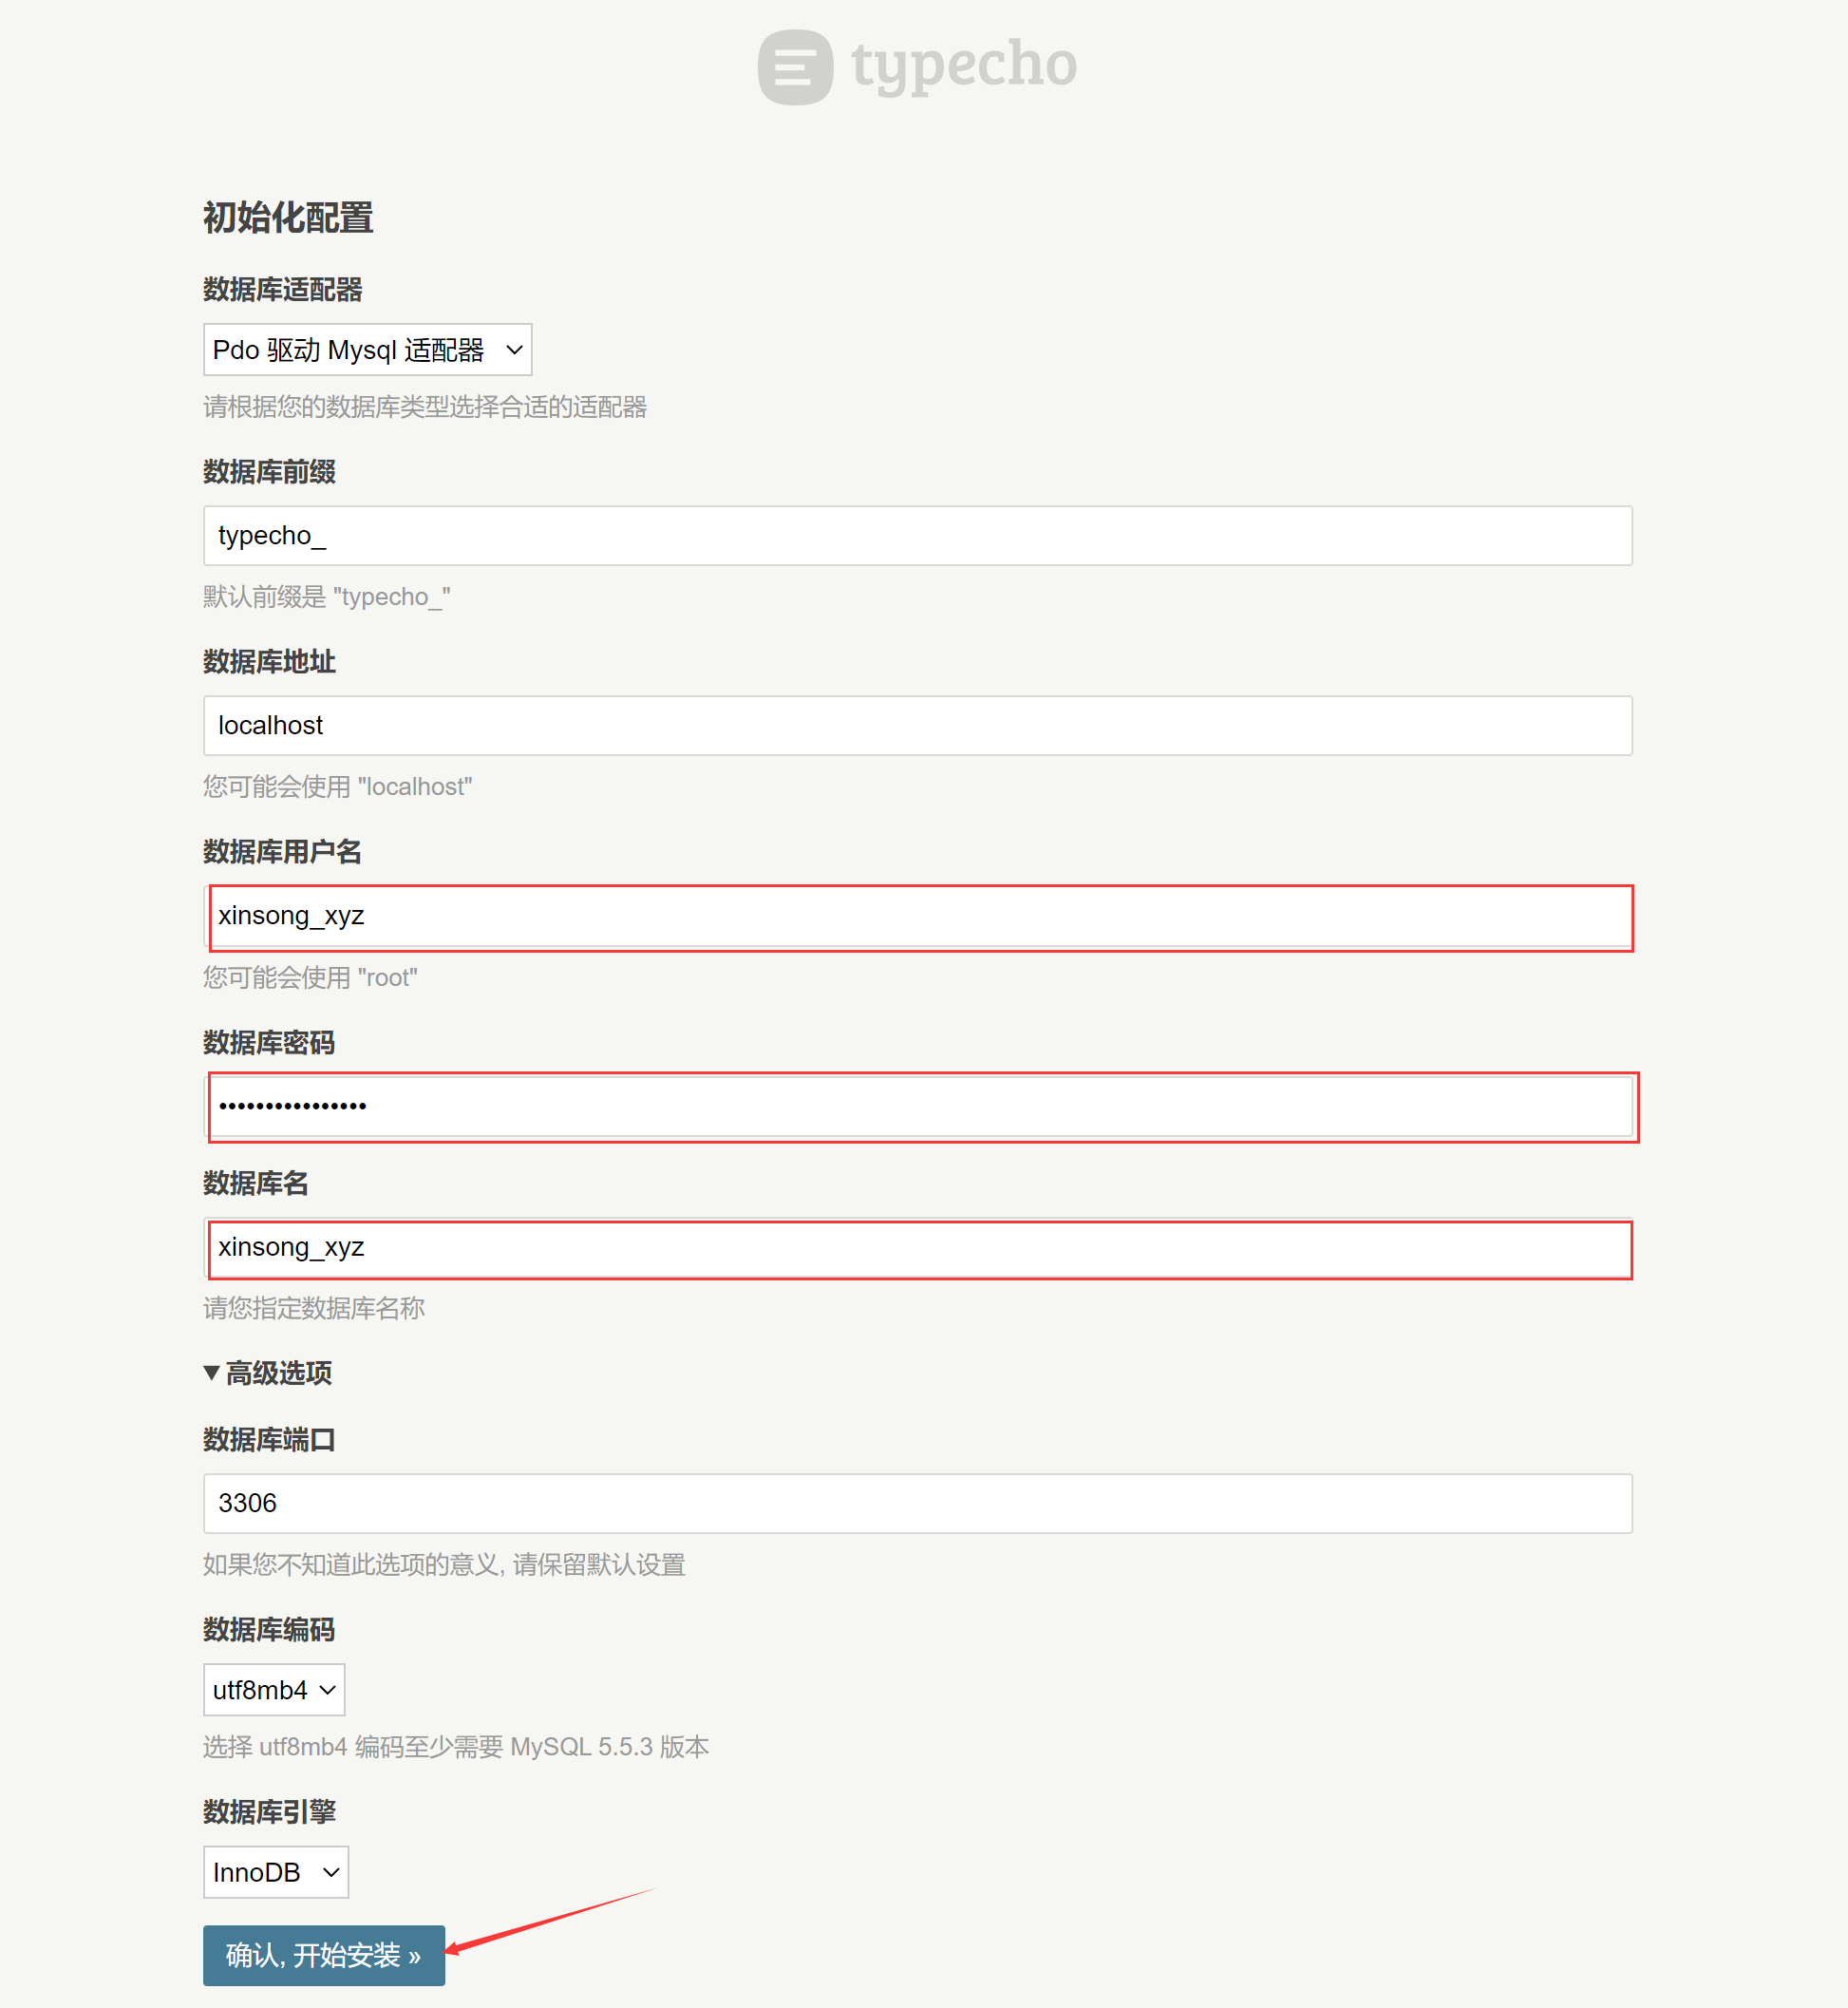 typecho
初始化配置
数据库适配器
Pdo 驱动 Mysql 适配器
请根据您的数据库类型选择合适的适配器
数据库前缀
typecho_
默认前缀是 "typecho_"
数据库地址
localhost
您可能会使用 "localhost"
数据库用户名
xinsong_xyz
您可能会使用 "root"
数据库密码
••••••••••••••••
数据库名
xinsong_xyz
请您指定数据库名称
▼高级选项
数据库端口
3306
如果您不知道此选项的意义, 请保留默认设置
数据库编码
utf8mb4
选择 utf8mb4 编码至少需要 MySQL 5.5.3 版本
数据库引擎
InnoDB
确认, 开始安装 »